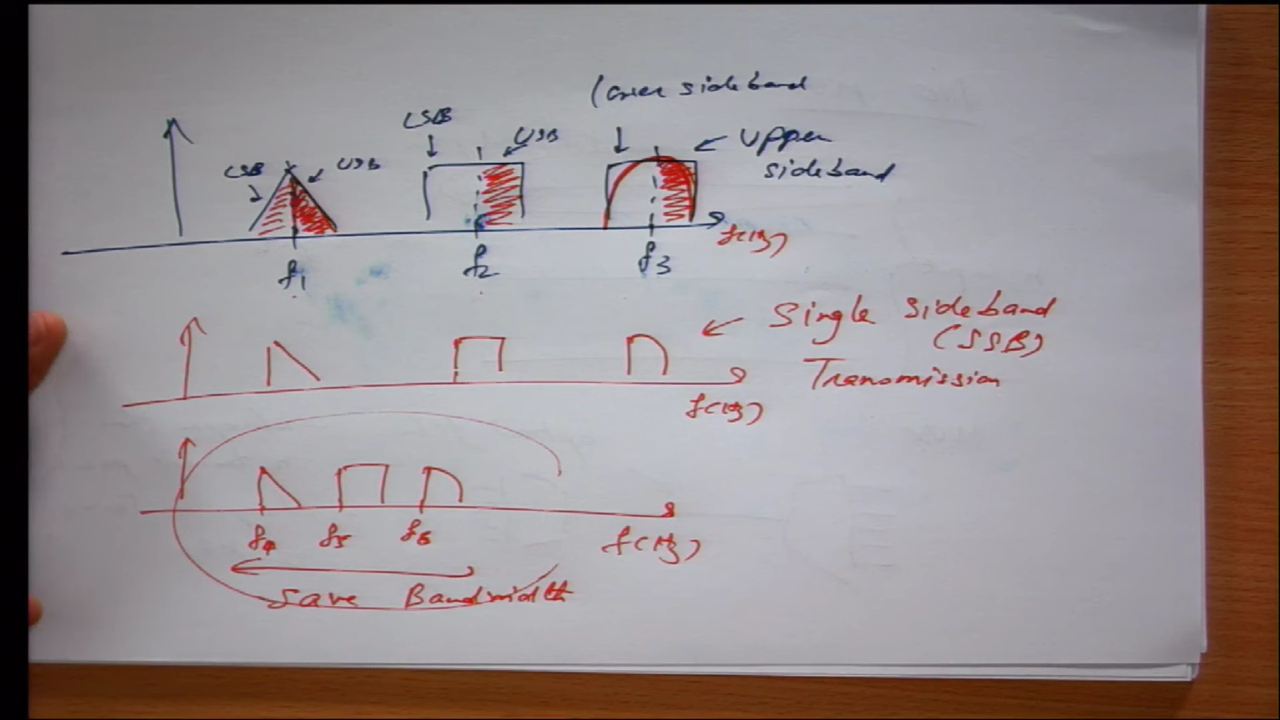 Lower sideband
LSB
USB
Upper
sideband
LSB
USB
f1
f2
f3
f(Hz)
Single Sideband
(SSB)
Transmission
f(Hz)
f4
f5
f6
f(Hz)
Save Bandwidth